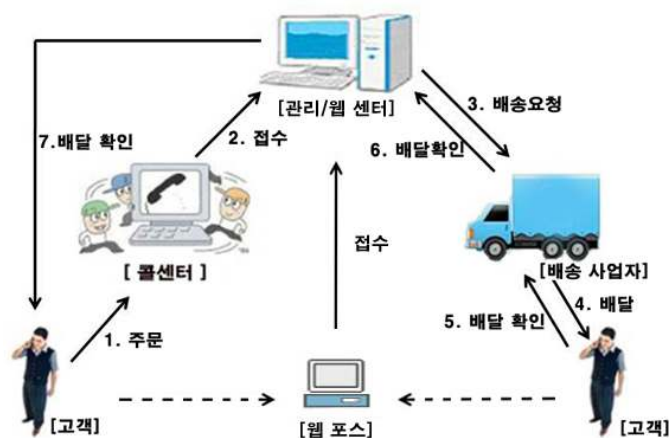 [관리/웹 센터]
3. 배송요청
2. 접수
7.배달 확인
6. 배달확인
접수
[ 콜센터 ]
[배송 사업자]
4. 배달
5. 배달 확인
1. 주문
[고객]
[웹 포스]
[고객]